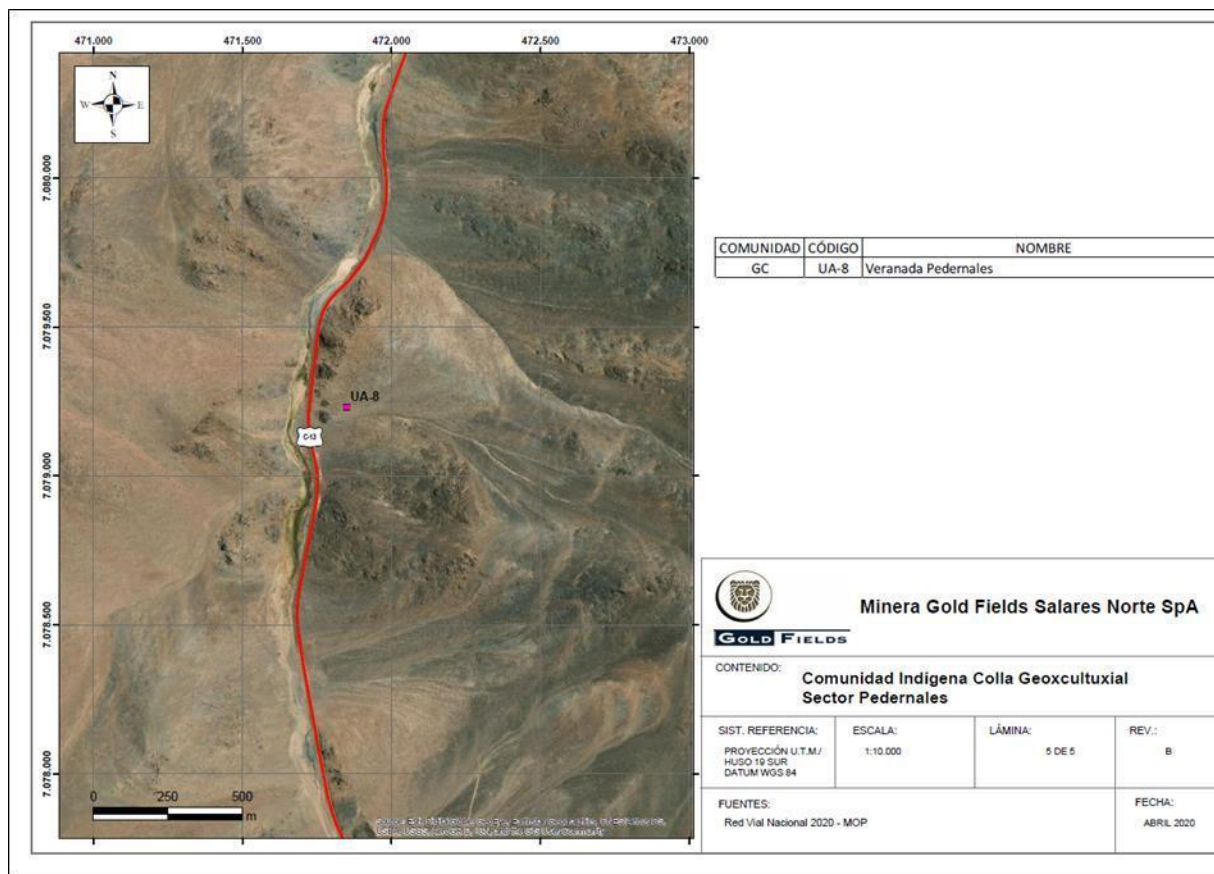 471.000 471.500 472.000 472.500 473.000
N
W E
S
7.080.000
7.079.500
7.079.000
7.078.500
7.078.000
UA-8
C-13
0 250 500
m
COMUNIDAD CÓDIGO NOMBRE
GC UA-8 Veranada Pedernales
GOLD FIELDS
Minera Gold Fields Salares Norte SpA
CONTENIDO:
Comunidad Indígena Colla Geoxcultuxial
Sector Pedernales
SIST. REFERENCIA:
PROYECCIÓN U.T.M./
HUSO 19 SUR
DATUM WGS 84
ESCALA:
1:10.000
LÁMINA:
5 DE 5
REV.:
B
FUENTES:
Red Vial Nacional 2020 - MOP
FECHA:
ABRIL 2020